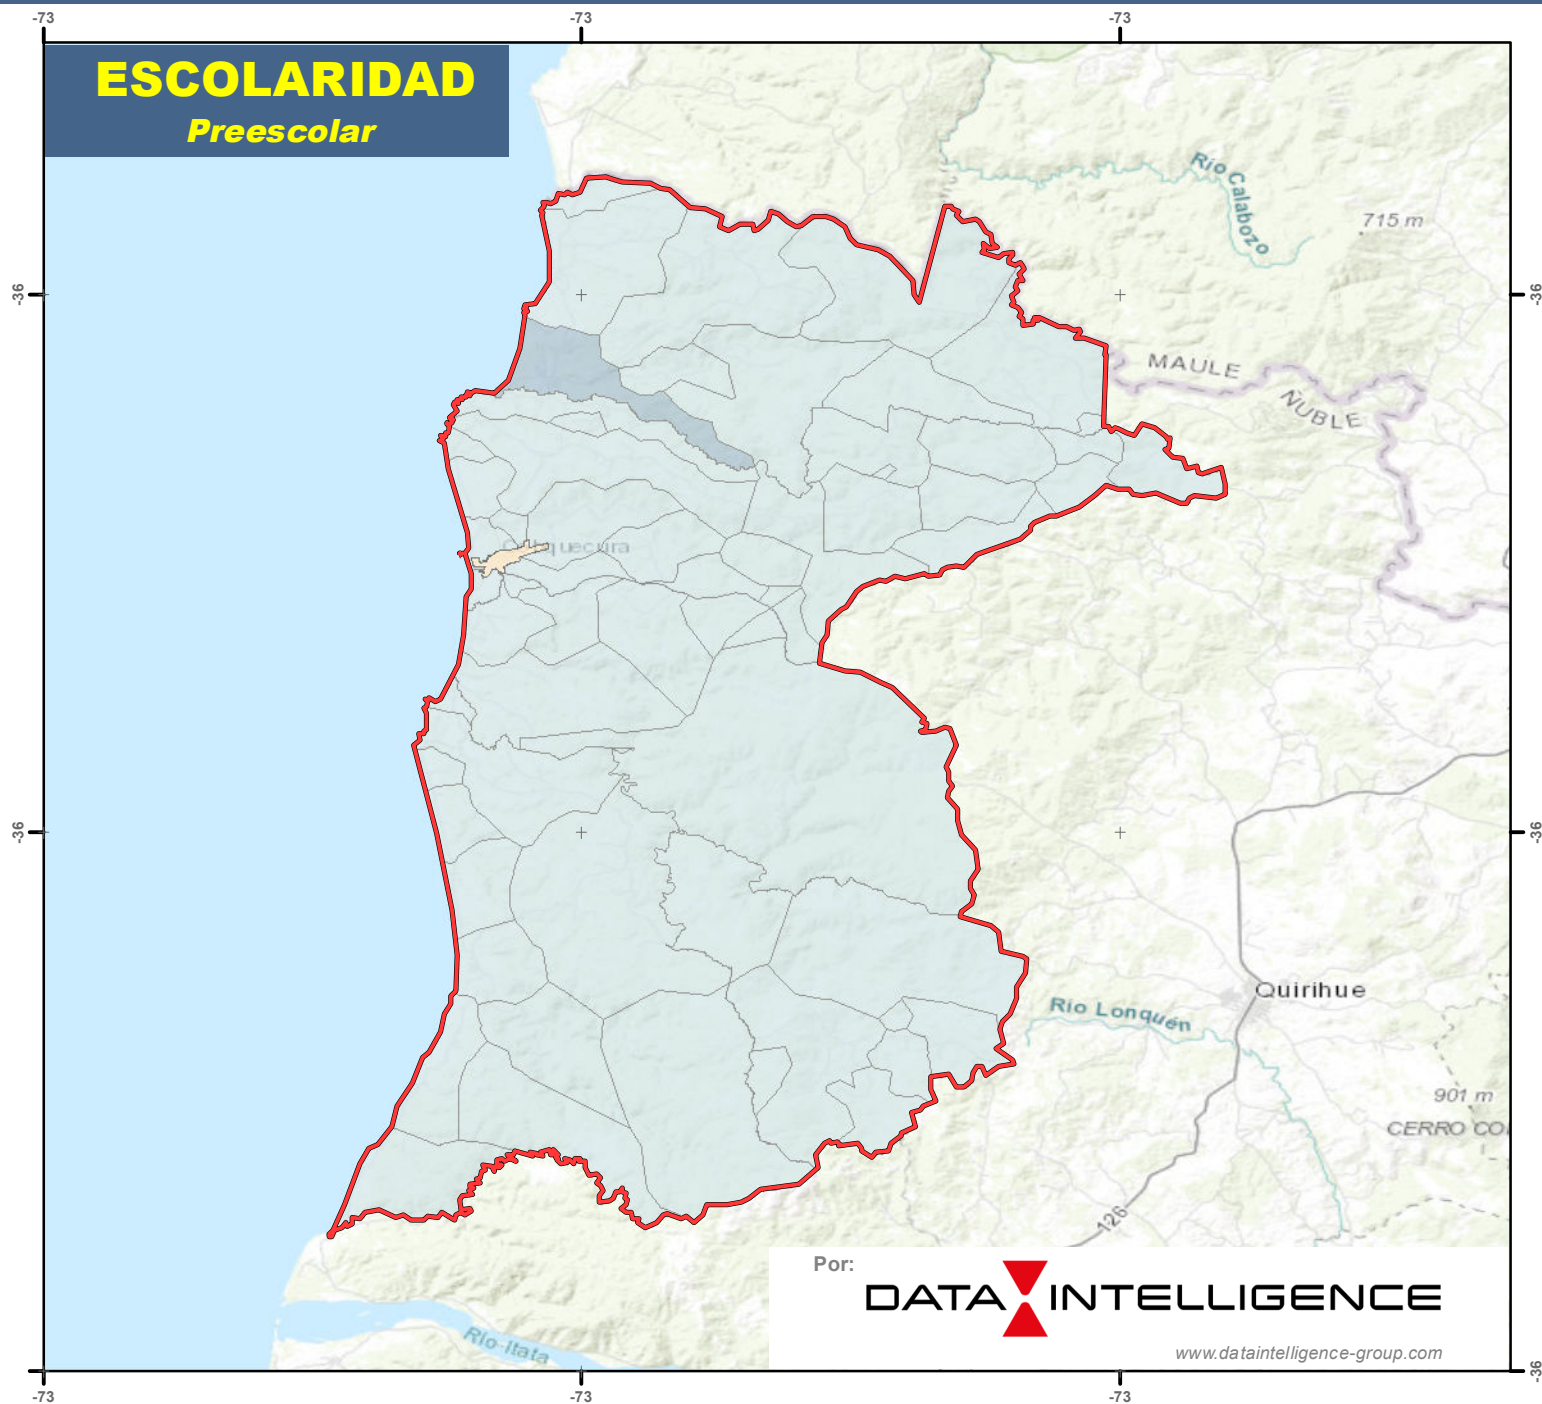 -73 -73 -73
ESCOLARIDAD
Preescolar
Río Calabozo
715 m
-36 -36
MAULE
ÑUBLE
Cobquecura
-36 -36
Quirihue
Río Lonquén
901 m
CERRO CO
126
Por:
DATA INTELLIGENCE
Río Itata
www.dataintelligence-group.com
-36
-73 -73 -73